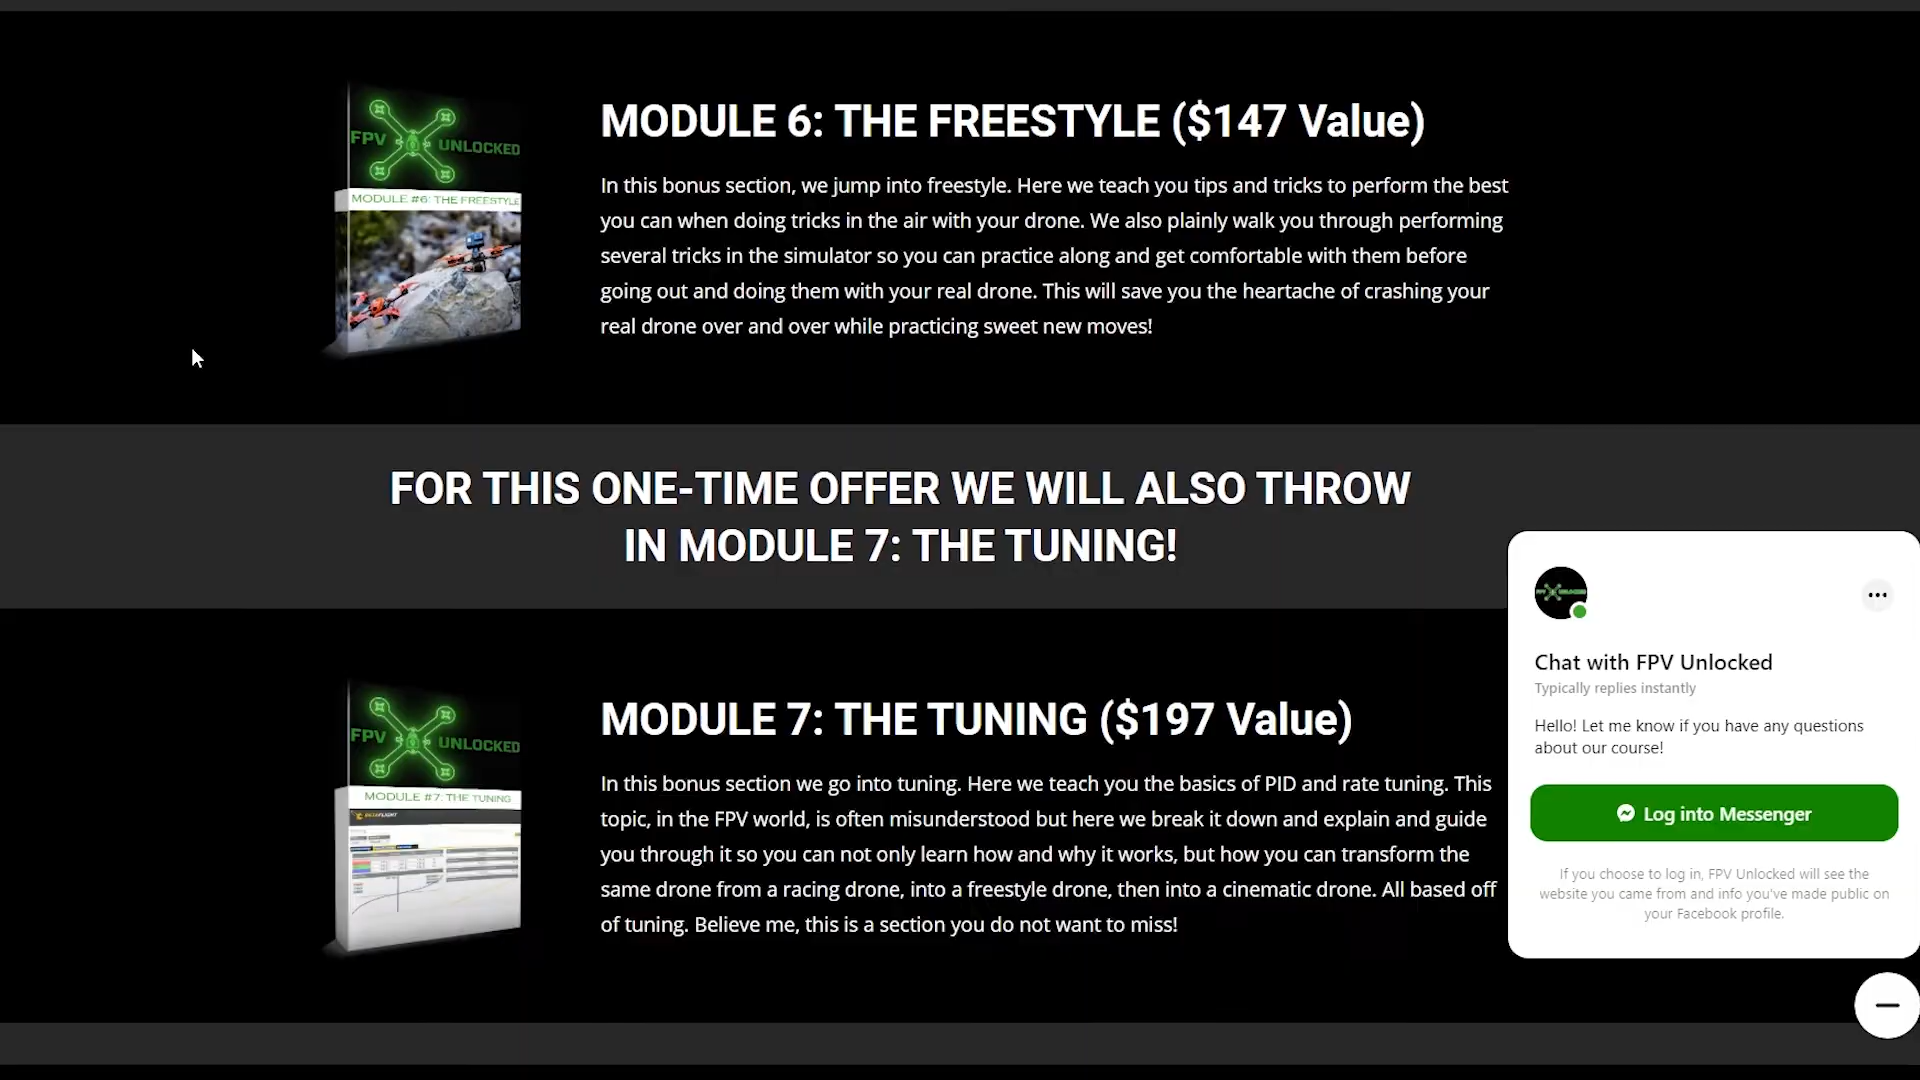 FPV UNLOCKED
MODULE #6: THE FREESTYLE
MODULE 6: THE FREESTYLE ($147 Value)
In this bonus section, we jump into freestyle. Here we teach you tips and tricks to perform the best
you can when doing tricks in the air with your drone. We also plainly walk you through performing
several tricks in the simulator so you can practice along and get comfortable with them before
going out and doing them with your real drone. This will save you the heartache of crashing your
real drone over and over while practicing sweet new moves!
FOR THIS ONE-TIME OFFER WE WILL ALSO THROW
IN MODULE 7: THE TUNING!
FPV UNLOCKED
MODULE #7: THE TUNING
BETAFLIGHT
MODULE 7: THE TUNING ($197 Value)
In this bonus section we go into tuning. Here we teach you the basics of PID and rate tuning. This
topic, in the FPV world, is often misunderstood but here we break it down and explain and guide
you through it so you can not only learn how and why it works, but how you can transform the
same drone from a racing drone, into a freestyle drone, then into a cinematic drone. All based off
of tuning. Believe me, this is a section you do not want to miss!
Chat with FPV Unlocked
Typically replies instantly
Hello! Let me know if you have any questions
about our course!
Log into Messenger
If you choose to log in, FPV Unlocked will see the
website you came from and info you've made public on
your Facebook profile.